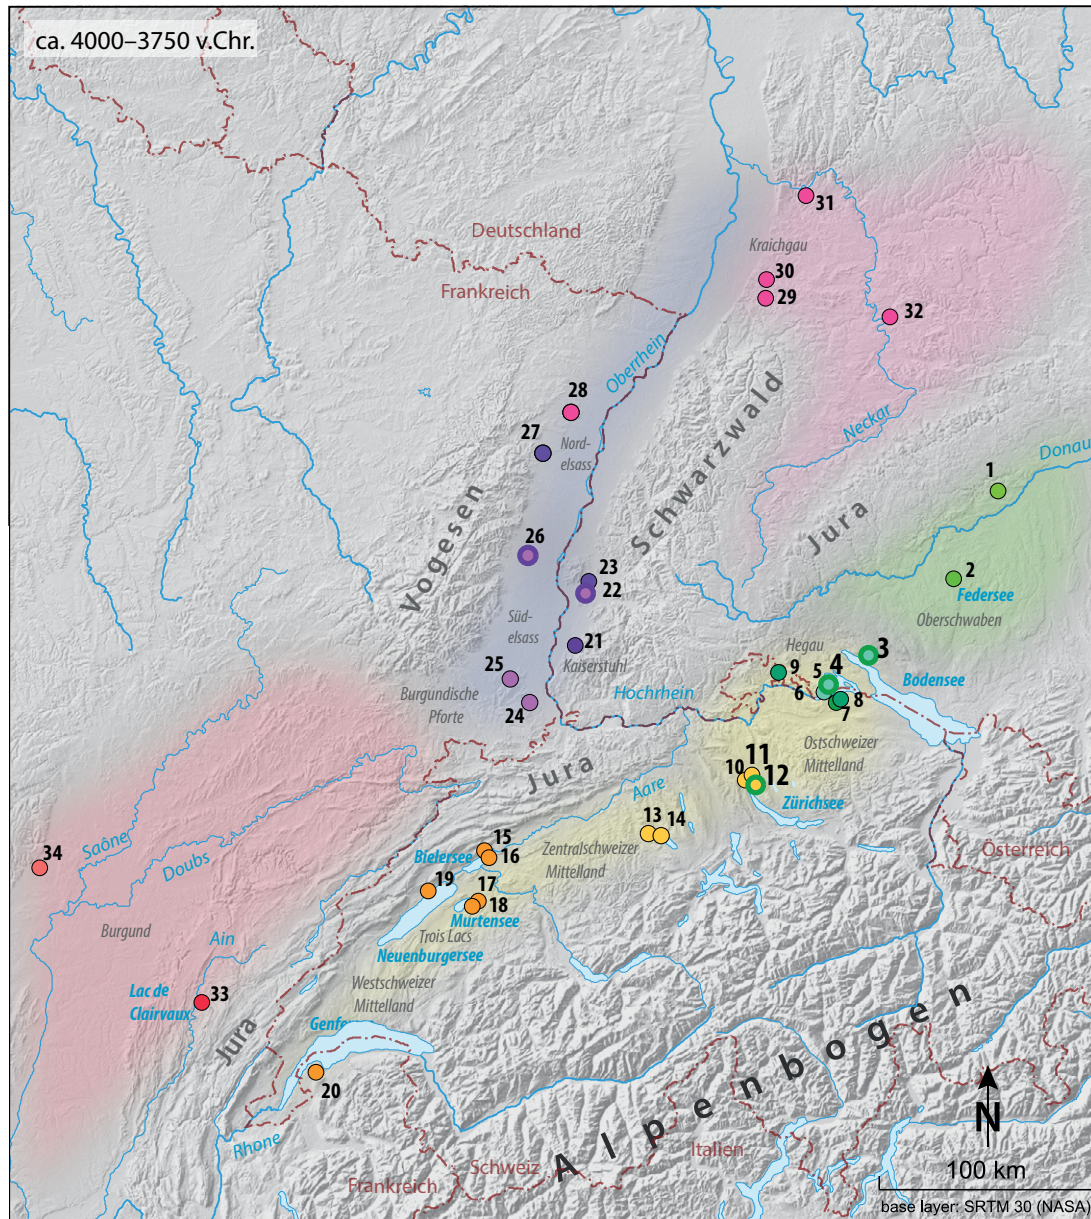 ca. 4000–3750 v.Chr.
31
Deutschland
Kraichgau
30
Frankreich
29
32
Oberrhein
28
Schwarzwald
Neckar
27
Nord-
elsass
Donau
1
Vogesen
Jura
26
23
2
22
Federsee
Süd-
elsass
Oberschwaben
21
Hegau
3
Kaiserstuhl
4
9
5
25
Bodensee
Burgundische
Pforte
Hochrhein
6
8
24
7
Ostschweizer
Mittelland
Jura
11
10
12
Aare
Zürichsee
13
14
Saône
15
Zentralschweizer
Mittelland
Österreich
34
Doubs
Bielersee
16
19
17
18
Murtensee
Burgund
Ain
Trois Lacs
Neuenburgersee
Westschweizer
Mittelland
Lac de
Clairvaux
33
Jura
Genfe
20
Alpenbogen
N
Rhone
Schweiz
Italien
100 km
Frankreich
base layer: SRTM 30 (NASA)